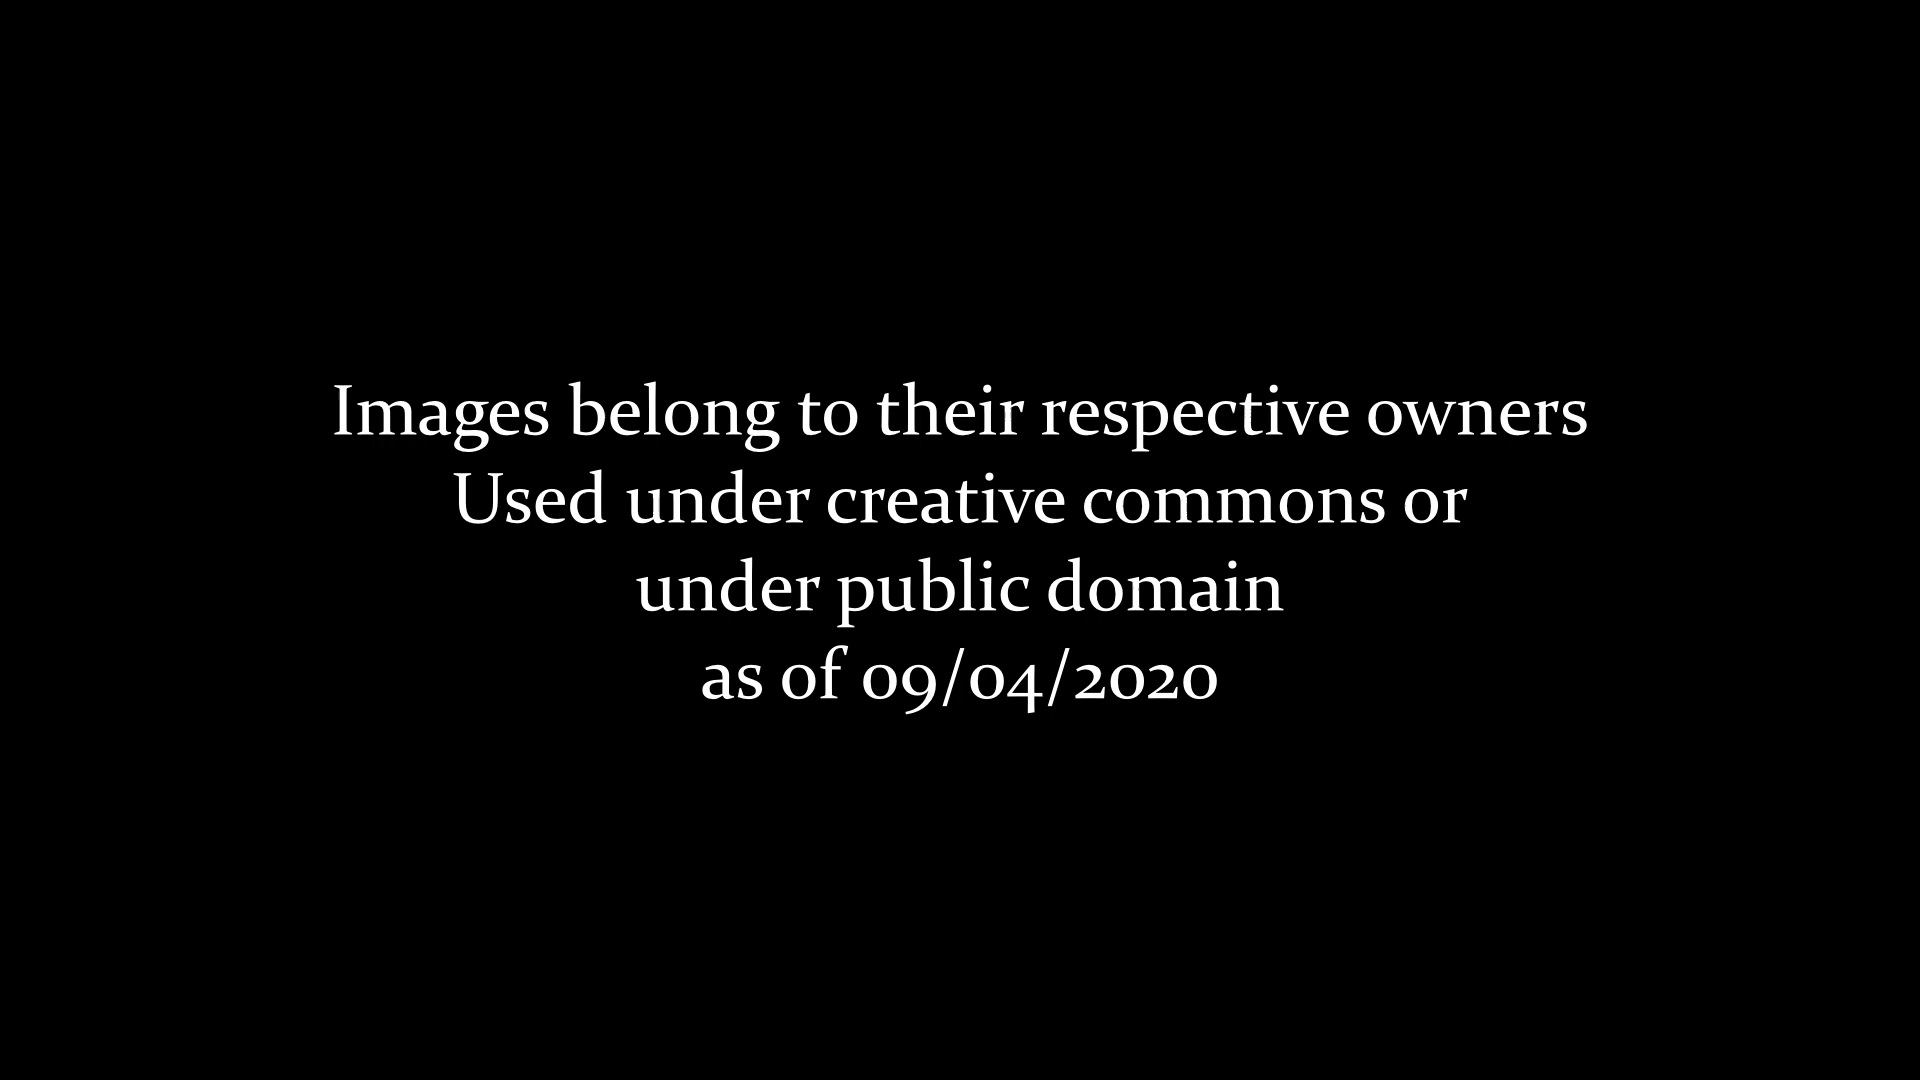 Images belong to their respective owners
Used under creative commons or
under public domain
as of 09/04/2020